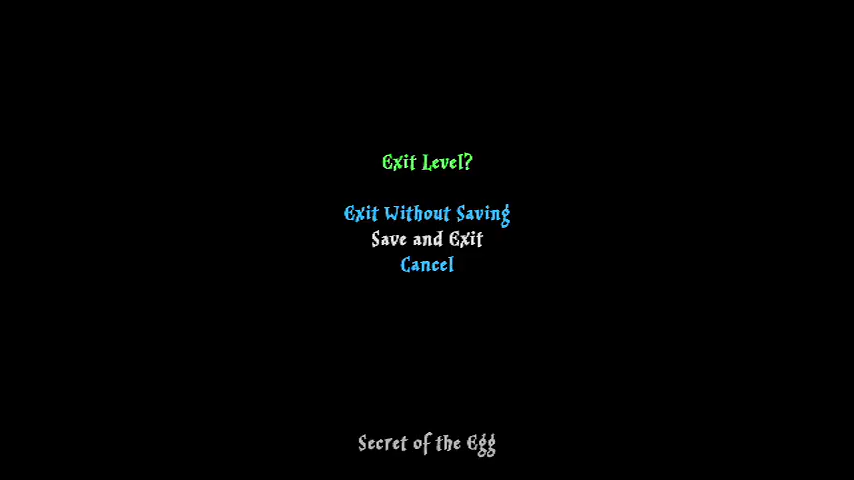 Exit Level?
Exit Without Saving
Save and Exit
Cancel
Secret of the Egg